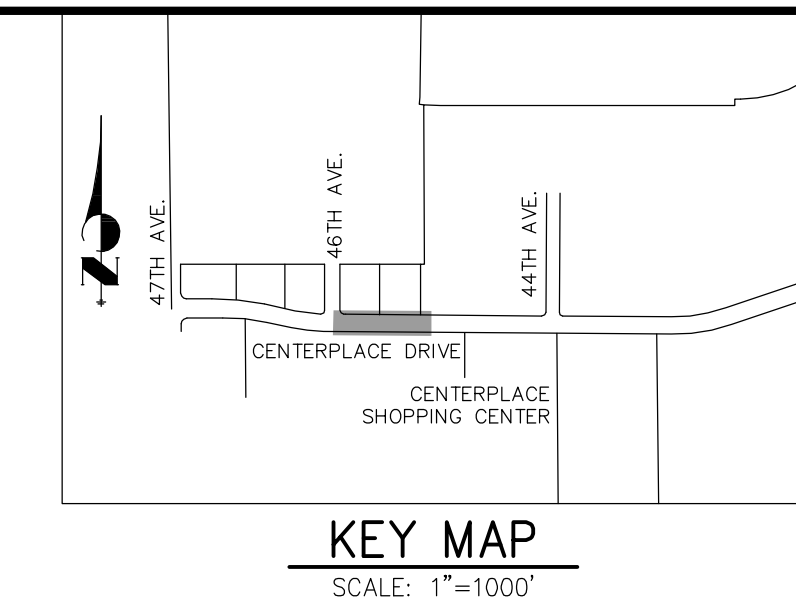 46TH AVE.
47TH AVE.
44TH AVE.
N
CENTERPLACE DRIVE
CENTERPLACE
SHOPPING CENTER
KEY MAP
SCALE: 1"=1000'